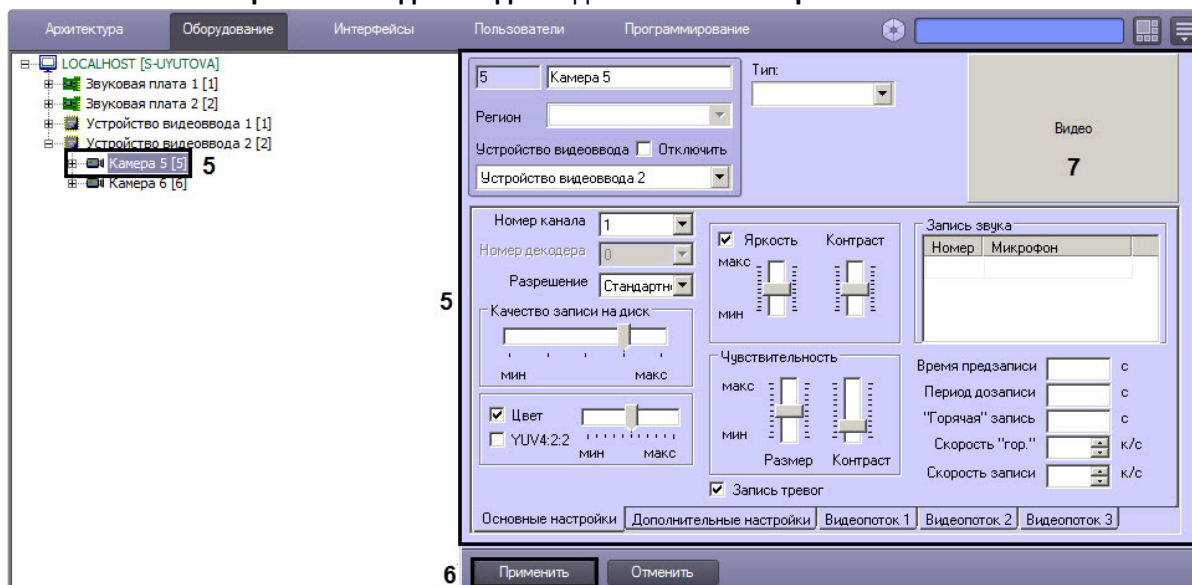 Архитектура Оборудование Интерфейсы Пользователи Программирование
LOCALHOST [S-UYUTOVA]
Звуковая плата 1 [1]
Звуковая плата 2 [2]
Устройство видеоввода 1 [1]
Устройство видеоввода 2 [2]
Камера 5 [5] 5
Камера 6 [6]
5 Камера 5
Тип:
Регион
Устройство видеоввода Отключить
Устройство видеоввода 2
Видео
7
5
Номер канала 1
Номер декодера 0
Разрешение Стандартн
Качество записи на диск
мин макс
Цвет
YUV4:2:2
мин макс
Яркость Контраст
макс
мин
Чувствительность
макс
мин
Размер Контраст
Запись тревог
Запись звука
Номер Микрофон
Время предзаписи с
Период дозаписи с
"Горячая" запись с
Скорость "гор." к/с
Скорость записи к/с
Основные настройки Дополнительные настройки Видеопоток 1 Видеопоток 2 Видеопоток 3
6 Применить Отменить